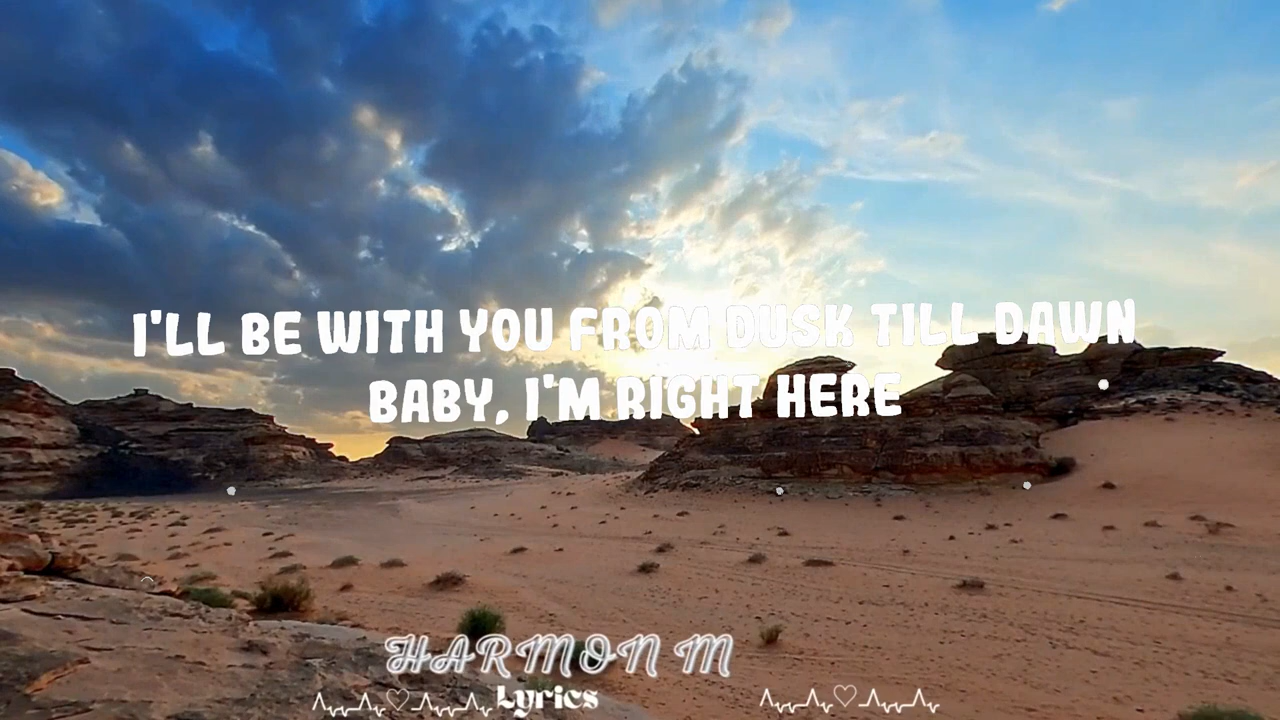 I'LL BE WITH YOU FROM DUSK TILL DAWN
BABY, I'M RIGHT HERE
HARMON M
Lyrics